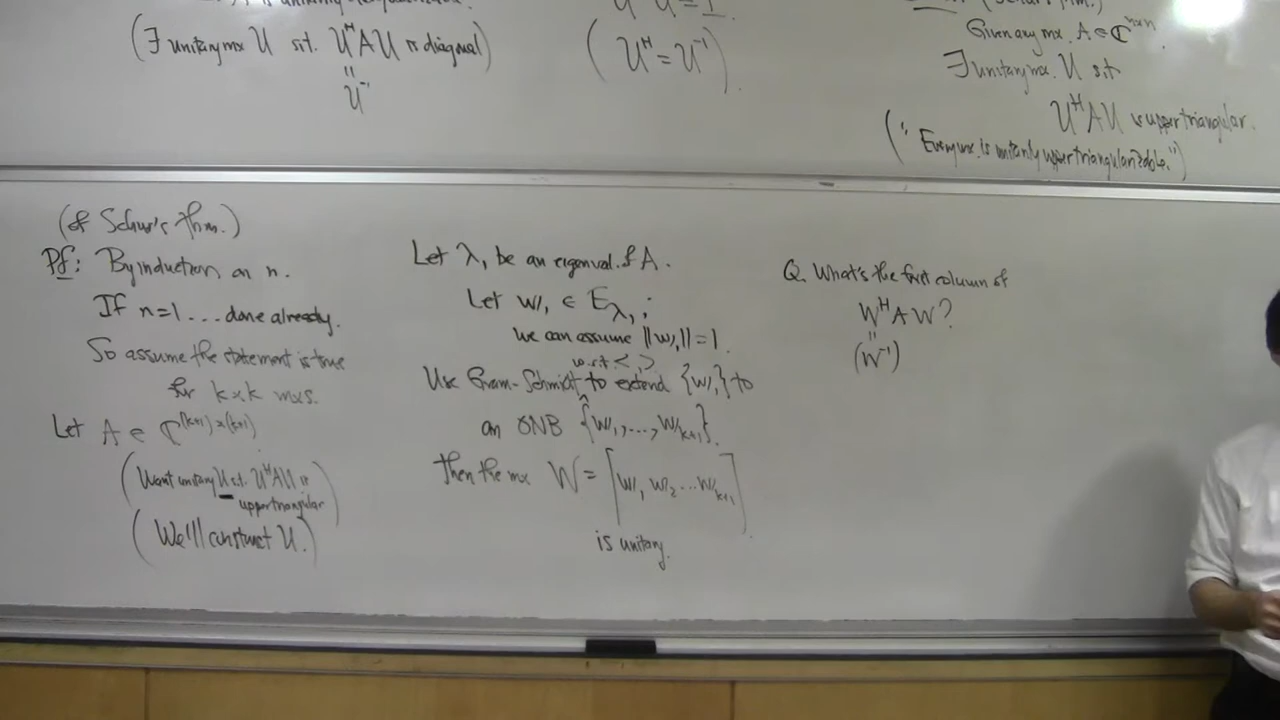 (∃ unitary mx U s.t. U^H A U is diagonal)
"
U^-1
U^H U = I.
(U^H = U^-1).
Given any mx. A ∈ ℂ^{n×n},
∃ unitary mx. U s.t
U^H A U is upper triangular.
("Every mx. is unitarily upper triangularizable.")
(of Schur's thm.)
Pf: By induction on n.
If n=1 ... done already.
So assume the statement is true
for k×k mxs.
Let A ∈ ℂ^{(k+1)×(k+1)}
(Want unitary U s.t. U^H A U is
upper triangular)
(We'll construct U.)
Let λ₁ be an eigenval. of A.
Let w₁ ∈ E_{λ₁};
we can assume ||w₁||=1.
w.r.t < , >
Use Gram-Schmidt to extend {w₁} to
an ONB {w₁,...,w_{k+1}}.
Then the mx W = [w₁ w₂ ... w_{k+1}]
is unitary.
Q. What's the first column of
W^H A W?
"
(W^-1)